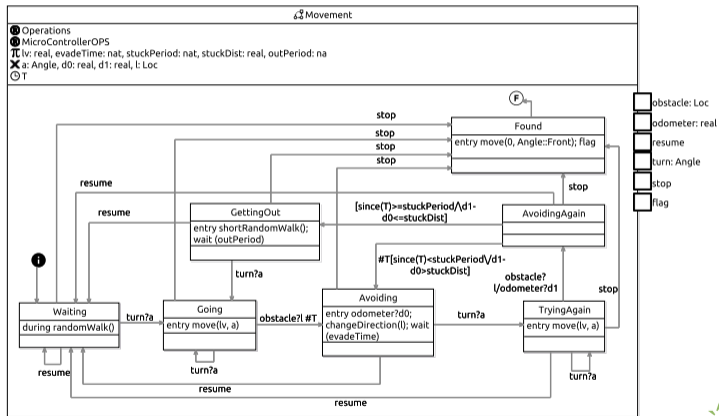 Movement
Operations
MicroControllerOPS
lv: real, evadeTime: nat, stuckPeriod: nat, stuckDist: real, outPeriod: na
a: Angle, d0: real, d1: real, l: Loc
T
F
stop
Found
entry move(0, Angle::Front); flag
stop
stop
stop
obstacle: Loc
odometer: real
resume
turn: Angle
stop
flag
resume
stop
[since(T)>=stuckPeriod/\d1-
d0<=stuckDist]
resume
GettingOut
entry shortRandomWalk();
wait (outPeriod)
AvoidingAgain
i
turn?a
#T[since(T)<stuckPeriod\/d1-
d0>stuckDist]
obstacle?
l/odometer?d1
stop
Waiting
during randomWalk()
turn?a
Going
entry move(lv, a)
obstacle?l #T
Avoiding
entry odometer?d0;
changeDirection(l); wait
(evadeTime)
turn?a
TryingAgain
entry move(lv, a)
resume
turn?a
turn?a
resume
resume